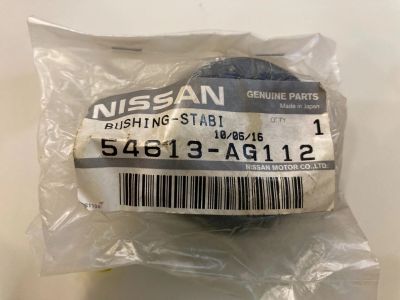 NISSAN
GENUINE PARTS
Made in Japan
BUSHING-STABI
QTY
1
10/06/16
54613-AG112
NISSAN MOTOR CO.,LTD.